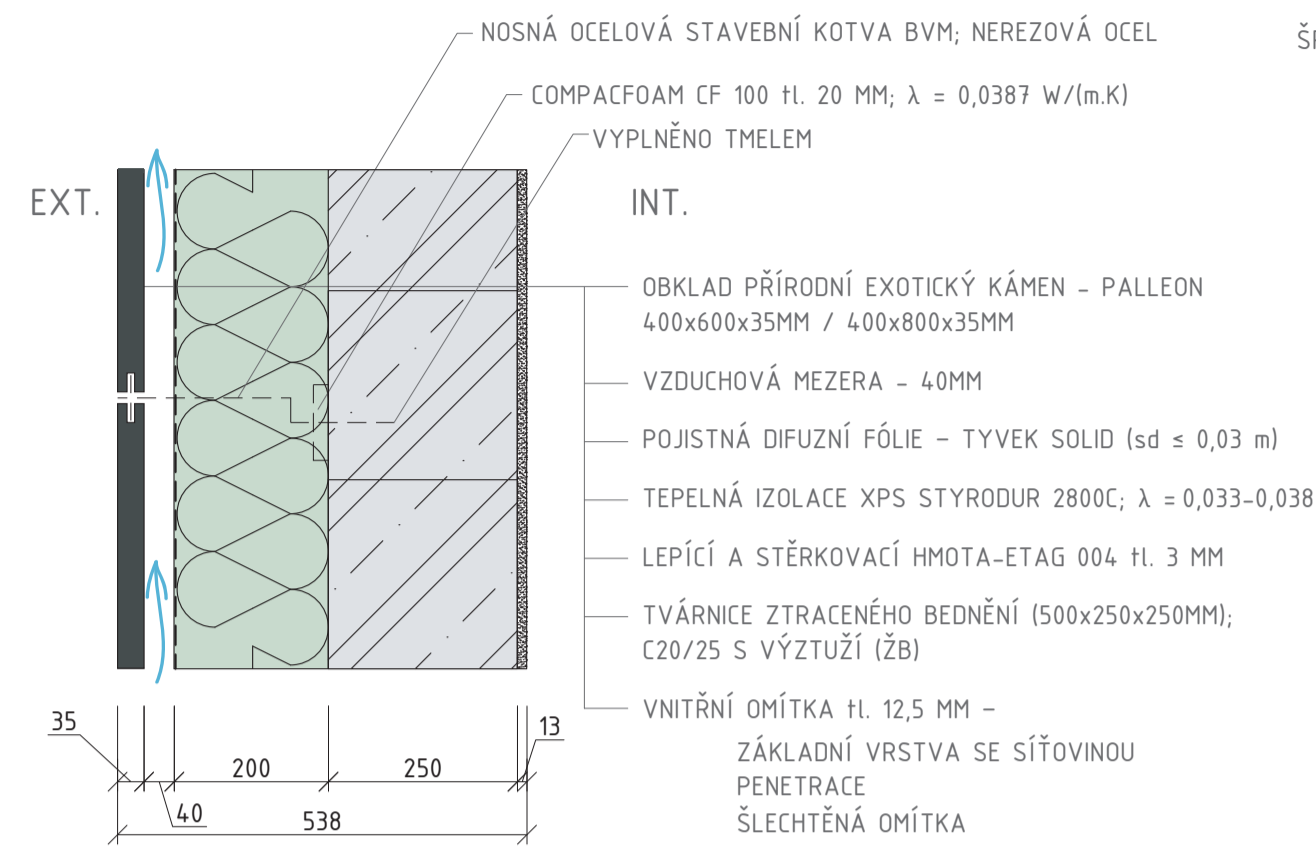 NOSNÁ OCELOVÁ STAVEBNÍ KOTVA BVM; NEREZOVÁ OCEL
COMPACFOAM CF 100 tl. 20 MM; λ = 0,0387 W/(m.K)
VYPLNĚNO TMELEM
EXT.
INT.
OBKLAD PŘÍRODNÍ EXOTICKÝ KÁMEN - PALLEON
400x600x35MM / 400x800x35MM
VZDUCHOVÁ MEZERA - 40MM
POJISTNÁ DIFUZNÍ FÓLIE - TYVEK SOLID (sd ≤ 0,03 m)
TEPELNÁ IZOLACE XPS STYRODUR 2800C; λ = 0,033-0,038
LEPÍCÍ A STĚRKOVACÍ HMOTA-ETAG 004 tl. 3 MM
TVÁRNICE ZTRACENÉHO BEDNĚNÍ (500x250x250MM);
C20/25 S VÝZTUŽÍ (ŽB)
VNITŘNÍ OMÍTKA tl. 12,5 MM -
ZÁKLADNÍ VRSTVA SE SÍŤOVINOU
PENETRACE
ŠLECHTĚNÁ OMÍTKA
35
13
200
250
40
538